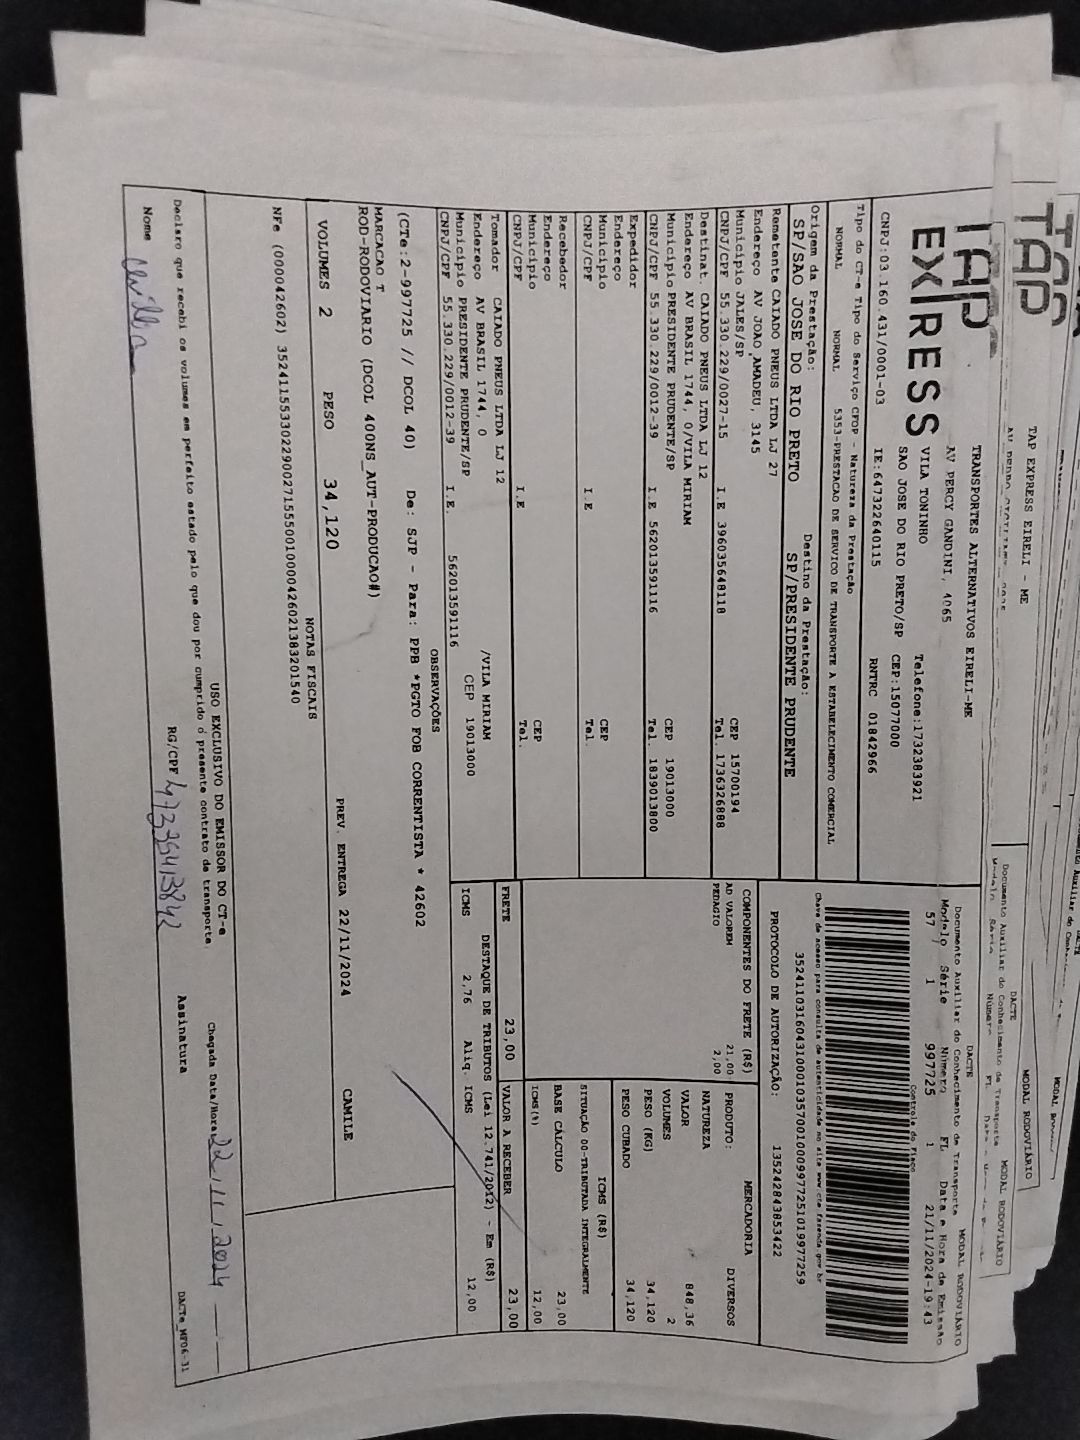 TAP EXPRESS EIRELI - ME
Documento Auxiliar do Conhecimento de Transporte MODAL RODOVIÁRIO
TAP
EXPRESS
TRANSPORTES ALTERNATIVOS EIRELI-ME
AV PERCY GANDINI, 4065
VILA TONINHO Telefone:1732383921
SAO JOSE DO RIO PRETO/SP CEP:15077000
CNPJ:03.160.431/0001-03 IE:647322640115 RNTRC 01842966
DACTE
Documento Auxiliar do Conhecimento de Transporte MODAL RODOVIÁRIO
Modelo Série Número FL Data e Hora de Emissão
57 1 997725 1 21/11/2024-19:43
Controle do Fisco
Chave de acesso para consulta de autenticidade no site www.cte.fazenda.gov.br
35241103160431000103570010009977251019977259
PROTOCOLO DE AUTORIZAÇÃO: 135242843853422
Tipo do CT-e Tipo do Serviço CFOP - Natureza da Prestação
NORMAL NORMAL 5353-PRESTACAO DE SERVICO DE TRANSPORTE A ESTABELECIMENTO COMERCIAL
Origem da Prestação: Destino da Prestação:
SP/SAO JOSE DO RIO PRETO SP/PRESIDENTE PRUDENTE
Remetente CAIADO PNEUS LTDA LJ 27
Endereço AV JOAO AMADEU, 3145
Município JALES/SP CEP 15700194
CNPJ/CPF 55.330.229/0027-15 I.E 396035648118 Tel. 1736326888
Destinat. CAIADO PNEUS LTDA LJ 12
Endereço AV BRASIL 1744, 0/VILA MIRIAM
Município PRESIDENTE PRUDENTE/SP CEP 19013000
CNPJ/CPF 55.330.229/0012-39 I.E 562013591116 Tel. 1839013800
Expedidor
Endereço
Município CEP
CNPJ/CPF I.E Tel.
Recebedor
Endereço
Município CEP
CNPJ/CPF I.E Tel.
Tomador CAIADO PNEUS LTDA LJ 12
Endereço AV BRASIL 1744, 0 /VILA MIRIAM
Município PRESIDENTE PRUDENTE/SP CEP 19013000
CNPJ/CPF 55.330.229/0012-39 I.E. 562013591116
COMPONENTES DO FRETE (R$)
AD VALOREM 21,00
PEDAGIO 2,00
FRETE 23,00
PRODUTO: MERCADORIA
NATUREZA DIVERSOS
VALOR 848,36
VOLUMES 2
PESO (KG) 34,120
PESO CUBADO 34,120
ICMS (R$)
SITUAÇÃO 00-TRIBUTADA INTEGRALMENTE
BASE CÁLCULO 23,00
ICMS(%) 12,00
VALOR A RECEBER 23,00
DESTAQUE DE TRIBUTOS (Lei 12.741/2012) - Em (R$)
ICMS 2,76 Aliq. ICMS 12,00
OBSERVAÇÕES
(CTe:2-997725 // DCOL 40) De: SJP - Para: PPB *PGTO FOB CORRENTISTA * 42602
MARCACAO T
ROD-RODOVIARIO (DCOL 400NS_AUT-PRODUCAO#)
VOLUMES 2 PESO 34,120 PREV. ENTREGA 22/11/2024 CAMILE
NOTAS FISCAIS
NFe (000042602) 35241155330229002715550010000426021383201540
USO EXCLUSIVO DO EMISSOR DO CT-e
Declaro que recebi os volumes em perfeito estado pelo que dou por cumprido o presente contrato de transporte. Chegada Data/Hora 22/11/2024
Nome RG/CPF 47335413842 Assinatura
DACTe_MF06-31